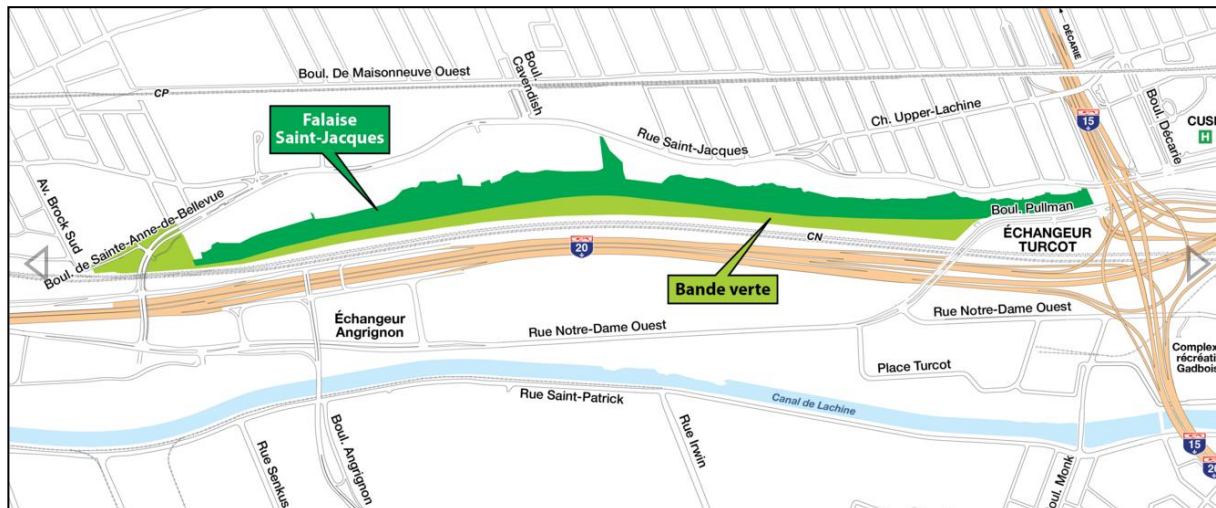 Boul. De Maisonneuve Ouest
CP
Boul.
Cavendish
DÉCARIE
15
Boul. Décarie
CUS
H
Ch. Upper-Lachine
Rue Saint-Jacques
Falaise
Saint-Jacques
Av. Brock Sud
Boul. de Sainte-Anne-de-Bellevue
Boul. Pullman
ÉCHANGEUR
TURCOT
CN
20
Bande verte
Échangeur
Angrignon
Rue Notre-Dame Ouest
Rue Notre-Dame Ouest
Place Turcot
Complex
récréati
Gadbois
Rue Saint-Patrick
Canal de Lachine
Rue Senkus
Boul. Angrignon
Rue Irwin
Boul. Monk
15
20